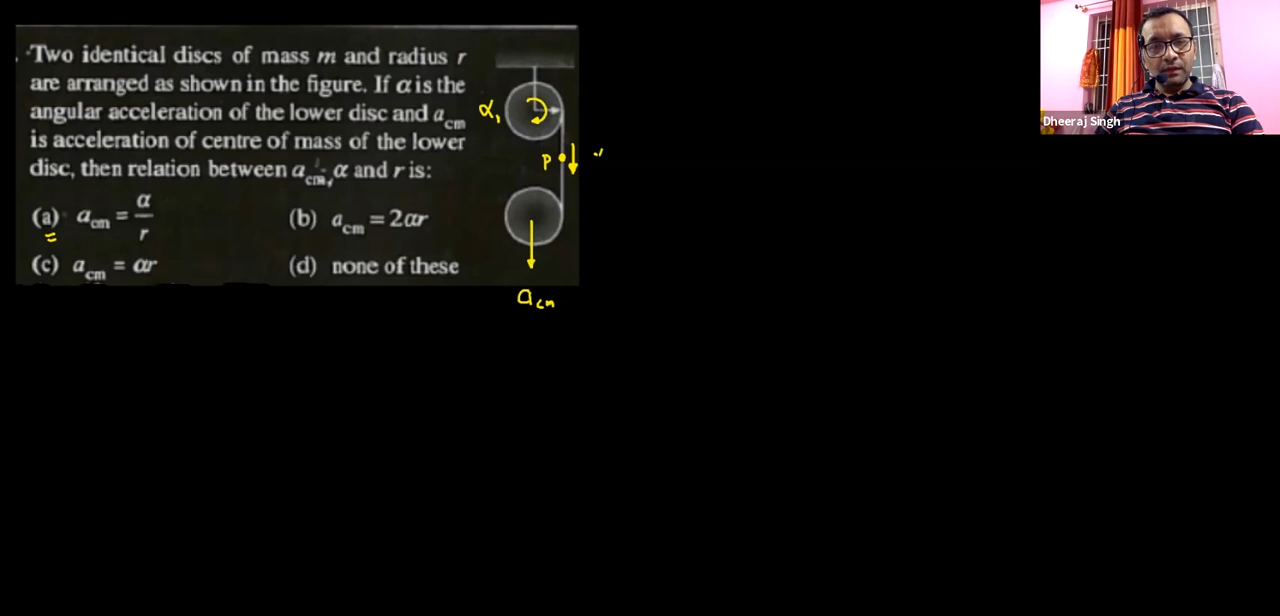 Two identical discs of mass m and radius r
are arranged as shown in the figure. If α is the
angular acceleration of the lower disc and a_cm
is acceleration of centre of mass of the lower
disc, then relation between a_cm, α and r is:
(a) a_cm = α/r
(b) a_cm = 2αr
(c) a_cm = αr
(d) none of these
α₁
P
a_cm
Dheeraj Singh